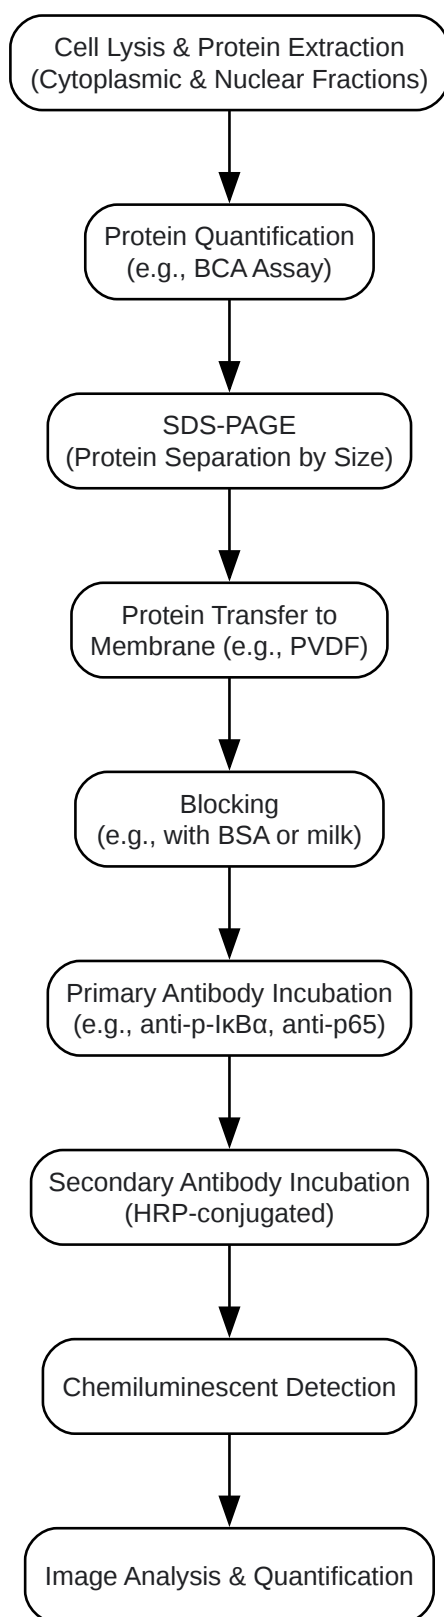 Cell Lysis & Protein Extraction
(Cytoplasmic & Nuclear Fractions)
Protein Quantification
(e.g., BCA Assay)
SDS-PAGE
(Protein Separation by Size)
Protein Transfer to
Membrane (e.g., PVDF)
Blocking
(e.g., with BSA or milk)
Primary Antibody Incubation
(e.g., anti-p-IκBα, anti-p65)
Secondary Antibody Incubation
(HRP-conjugated)
Chemiluminescent Detection
Image Analysis & Quantification